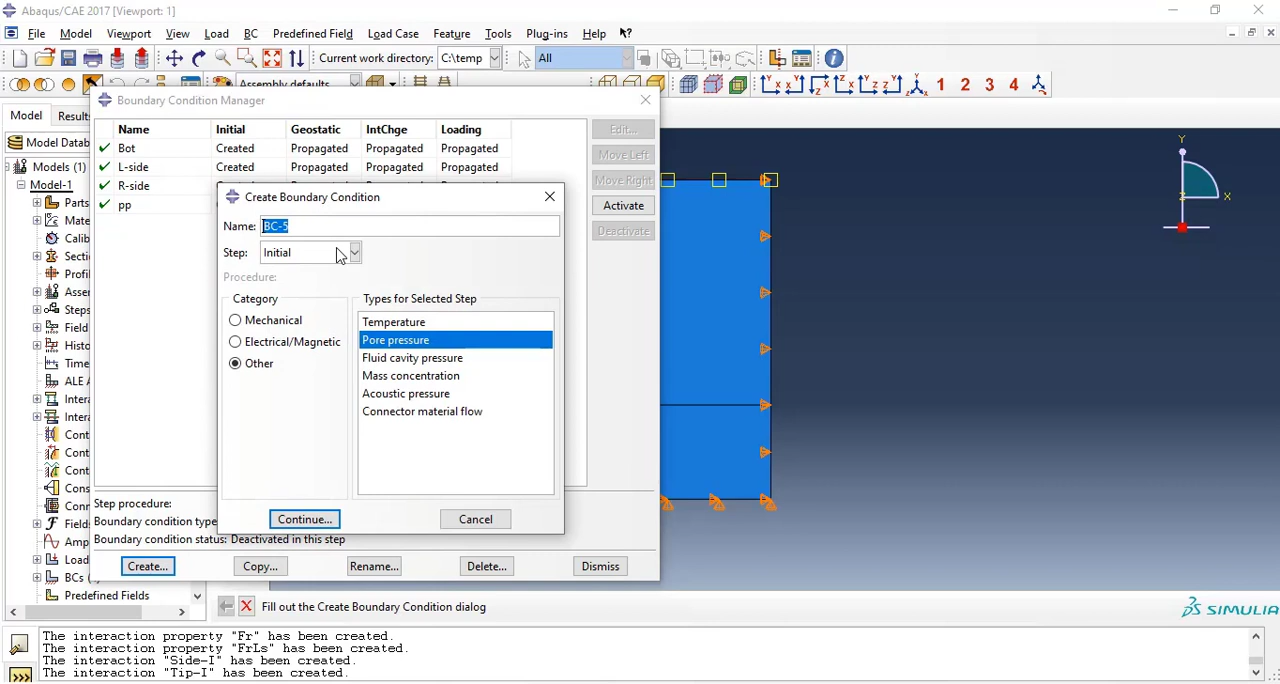 Abaqus/CAE 2017 [Viewport: 1]
File Model Viewport View Load BC Predefined Field Load Case Feature Tools Plug-ins Help
Current work directory: C:\temp All
Assembly defaults 1 2 3 4
Model Results
Boundary Condition Manager
Model Datab
Models (1)
Model-1
Parts
Mate
Calib
Secti
Profil
Asse
Steps
Field
Histo
Time
ALE A
Intera
Intera
Cont
Cont
Cont
Cons
Conn
Fields
Amp
Load
BCs (
Predefined Fields
Name Initial Geostatic IntChge Loading
Bot Created Propagated Propagated Propagated
L-side Created Propagated Propagated Propagated
R-side
pp
Edit...
Move Left
Move Right
Activate
Deactivate
Create Boundary Condition
Name: BC-5
Step: Initial
Procedure:
Category
Mechanical
Electrical/Magnetic
Other
Types for Selected Step
Temperature
Pore pressure
Fluid cavity pressure
Mass concentration
Acoustic pressure
Connector material flow
Continue... Cancel
Step procedure:
Boundary condition type
Boundary condition status: Deactivated in this step
Create... Copy... Rename... Delete... Dismiss
Y
X
Z
Fill out the Create Boundary Condition dialog
SIMULIA
The interaction property "Fr" has been created.
The interaction property "FrLs" has been created.
The interaction "Side-I" has been created.
The interaction "Tip-I" has been created.
>>>